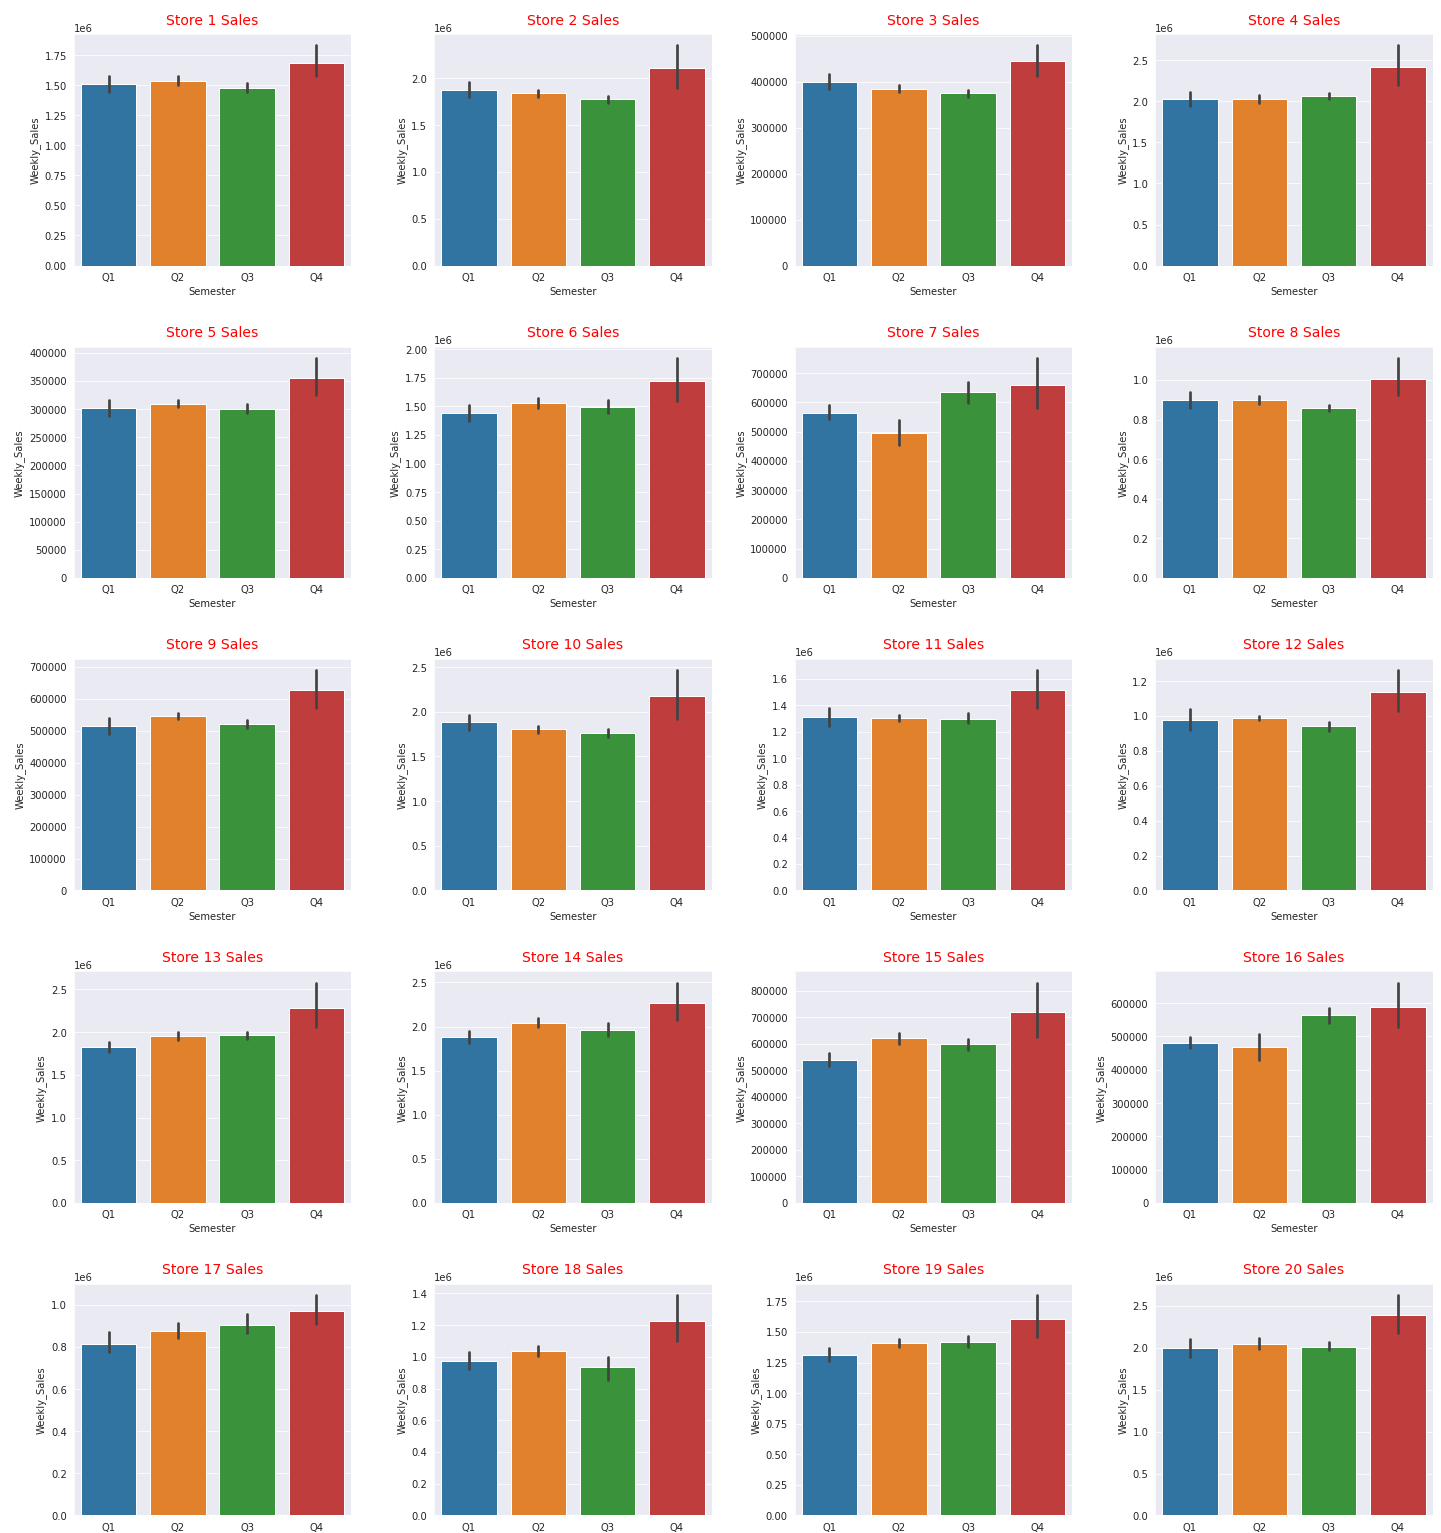 Store 1 Sales
1e6
Weekly_Sales
1.75
1.50
1.25
1.00
0.75
0.50
0.25
0.00
Q1 Q2 Q3 Q4
Semester
Store 2 Sales
1e6
Weekly_Sales
2.0
1.5
1.0
0.5
0.0
Q1 Q2 Q3 Q4
Semester
Store 3 Sales
Weekly_Sales
500000
400000
300000
200000
100000
0
Q1 Q2 Q3 Q4
Semester
Store 4 Sales
1e6
Weekly_Sales
2.5
2.0
1.5
1.0
0.5
0.0
Q1 Q2 Q3 Q4
Semester
Store 5 Sales
Weekly_Sales
400000
350000
300000
250000
200000
150000
100000
50000
0
Q1 Q2 Q3 Q4
Semester
Store 6 Sales
1e6
Weekly_Sales
2.00
1.75
1.50
1.25
1.00
0.75
0.50
0.25
0.00
Q1 Q2 Q3 Q4
Semester
Store 7 Sales
Weekly_Sales
700000
600000
500000
400000
300000
200000
100000
0
Q1 Q2 Q3 Q4
Semester
Store 8 Sales
1e6
Weekly_Sales
1.0
0.8
0.6
0.4
0.2
0.0
Q1 Q2 Q3 Q4
Semester
Store 9 Sales
Weekly_Sales
700000
600000
500000
400000
300000
200000
100000
0
Q1 Q2 Q3 Q4
Semester
Store 10 Sales
1e6
Weekly_Sales
2.5
2.0
1.5
1.0
0.5
0.0
Q1 Q2 Q3 Q4
Semester
Store 11 Sales
1e6
Weekly_Sales
1.6
1.4
1.2
1.0
0.8
0.6
0.4
0.2
0.0
Q1 Q2 Q3 Q4
Semester
Store 12 Sales
1e6
Weekly_Sales
1.2
1.0
0.8
0.6
0.4
0.2
0.0
Q1 Q2 Q3 Q4
Semester
Store 13 Sales
1e6
Weekly_Sales
2.5
2.0
1.5
1.0
0.5
0.0
Q1 Q2 Q3 Q4
Semester
Store 14 Sales
1e6
Weekly_Sales
2.5
2.0
1.5
1.0
0.5
0.0
Q1 Q2 Q3 Q4
Semester
Store 15 Sales
Weekly_Sales
800000
700000
600000
500000
400000
300000
200000
100000
0
Q1 Q2 Q3 Q4
Semester
Store 16 Sales
Weekly_Sales
600000
500000
400000
300000
200000
100000
0
Q1 Q2 Q3 Q4
Semester
Store 17 Sales
1e6
Weekly_Sales
1.0
0.8
0.6
0.4
0.2
0.0
Q1 Q2 Q3 Q4
Store 18 Sales
1e6
Weekly_Sales
1.4
1.2
1.0
0.8
0.6
0.4
0.2
0.0
Q1 Q2 Q3 Q4
Store 19 Sales
1e6
Weekly_Sales
1.75
1.50
1.25
1.00
0.75
0.50
0.25
0.00
Q1 Q2 Q3 Q4
Store 20 Sales
1e6
Weekly_Sales
2.5
2.0
1.5
1.0
0.5
0.0
Q1 Q2 Q3 Q4